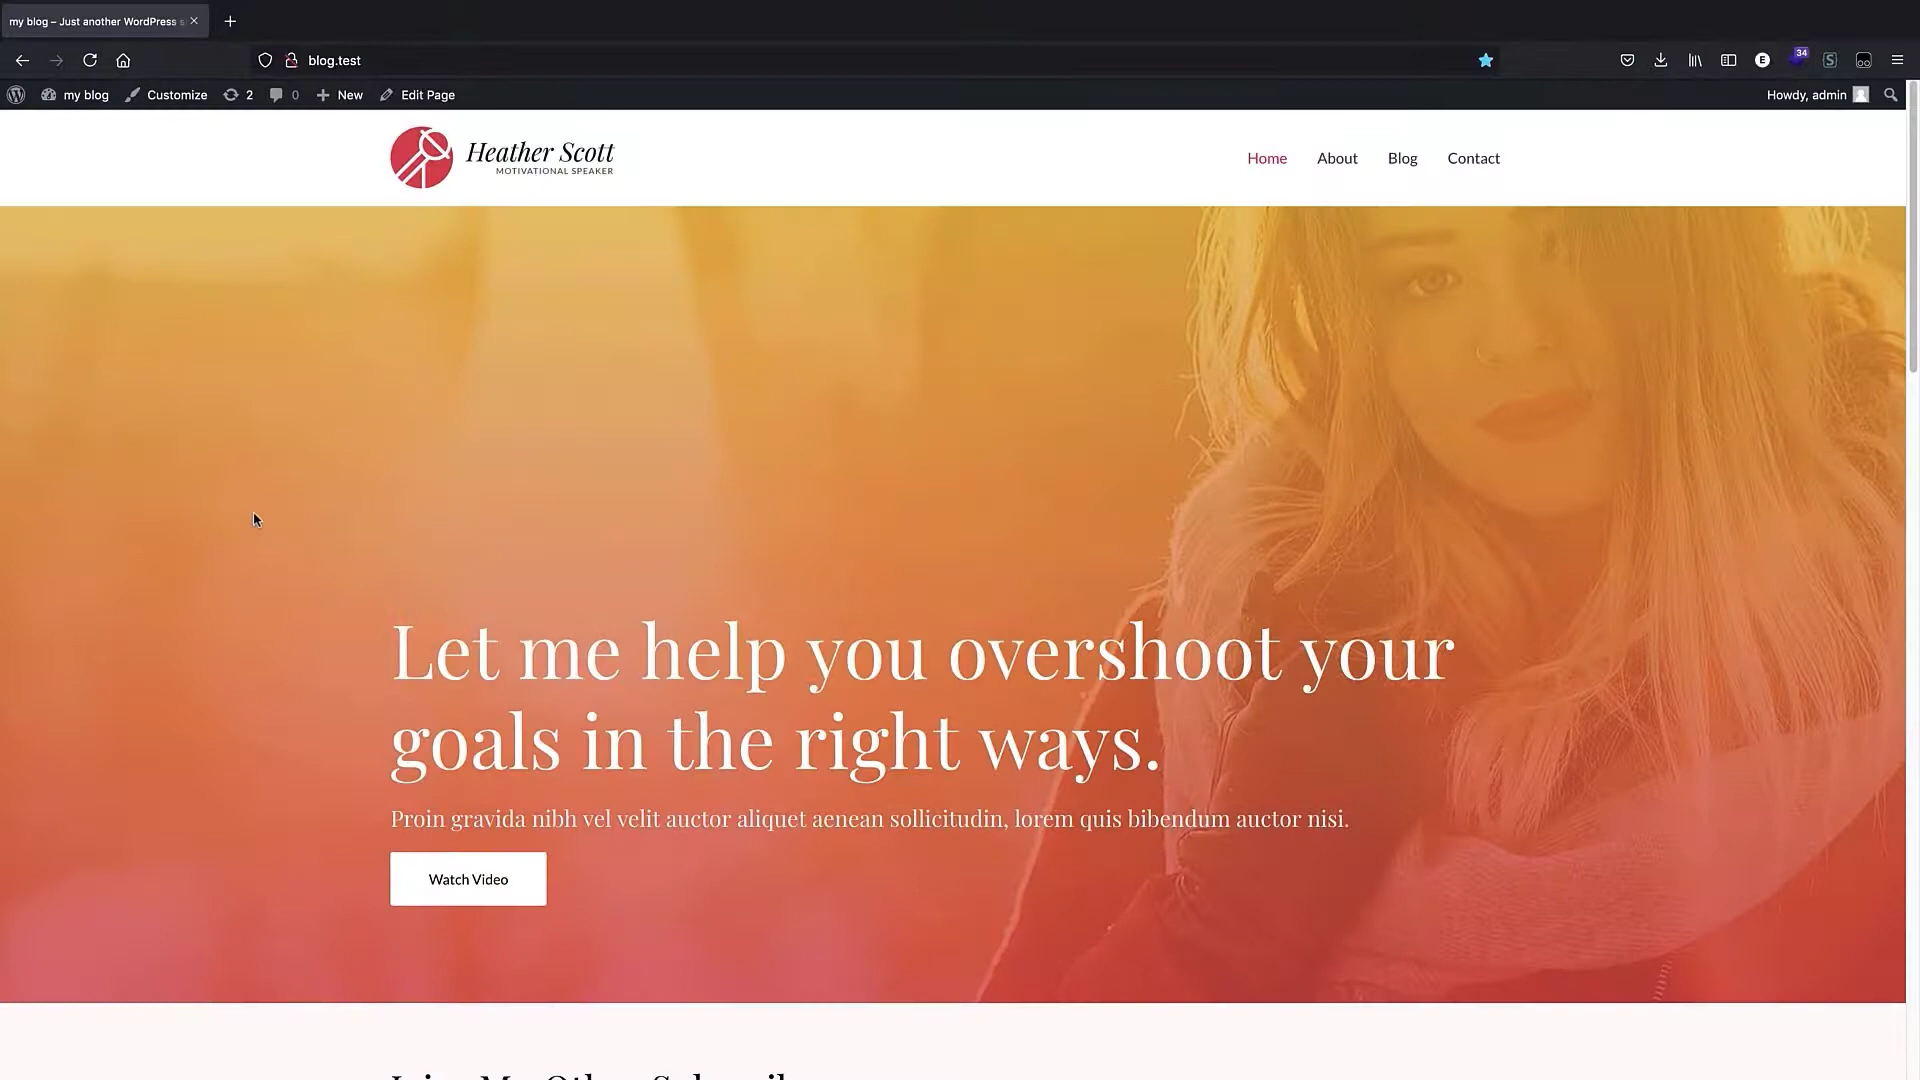 my blog – Just another WordPress
blog.test
34
my blog
Customize
2
0
New
Edit Page
Howdy, admin
Heather Scott
MOTIVATIONAL SPEAKER
Home
About
Blog
Contact
Let me help you overshoot your
goals in the right ways.
Proin gravida nibh vel velit auctor aliquet aenean sollicitudin, lorem quis bibendum auctor nisi.
Watch Video